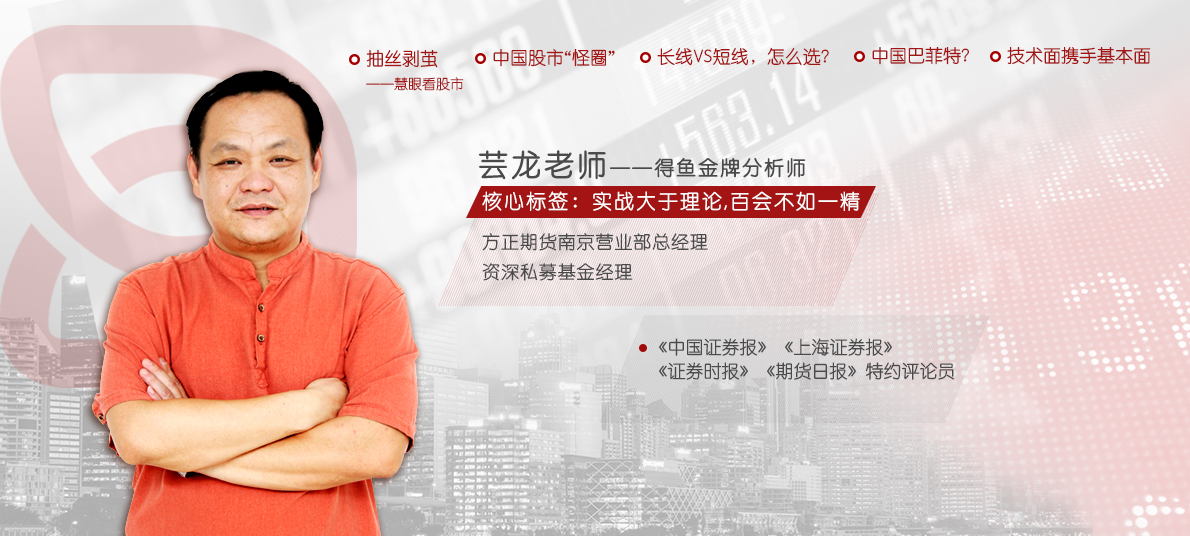 抽丝剥茧
——慧眼看股市
中国股市“怪圈”
长线VS短线，怎么选？
中国巴菲特？
技术面携手基本面
芸龙老师——得鱼金牌分析师
核心标签：实战大于理论,百会不如一精
方正期货南京营业部总经理
资深私募基金经理
《中国证券报》 《上海证券报》
《证券时报》 《期货日报》特约评论员
+563.14